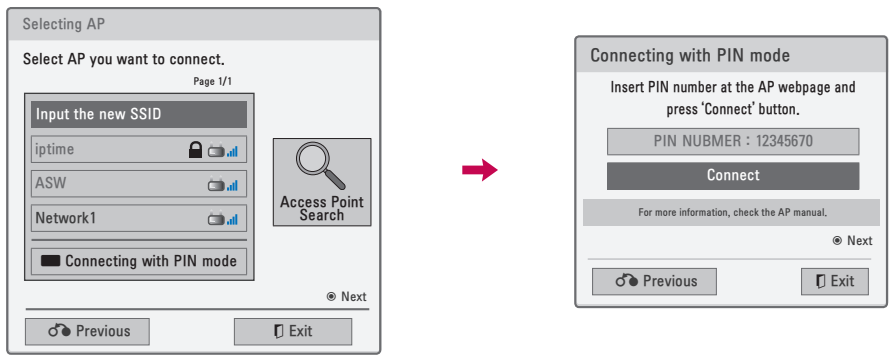 Selecting AP
Select AP you want to connect.
Page 1/1
Input the new SSID
iptime
ASW
Network1
Connecting with PIN mode
Access Point
Search
◉ Next
Previous
Exit
Connecting with PIN mode
Insert PIN number at the AP webpage and
press ‘Connect’ button.
PIN NUBMER : 12345670
Connect
For more information, check the AP manual.
◉ Next
Previous
Exit